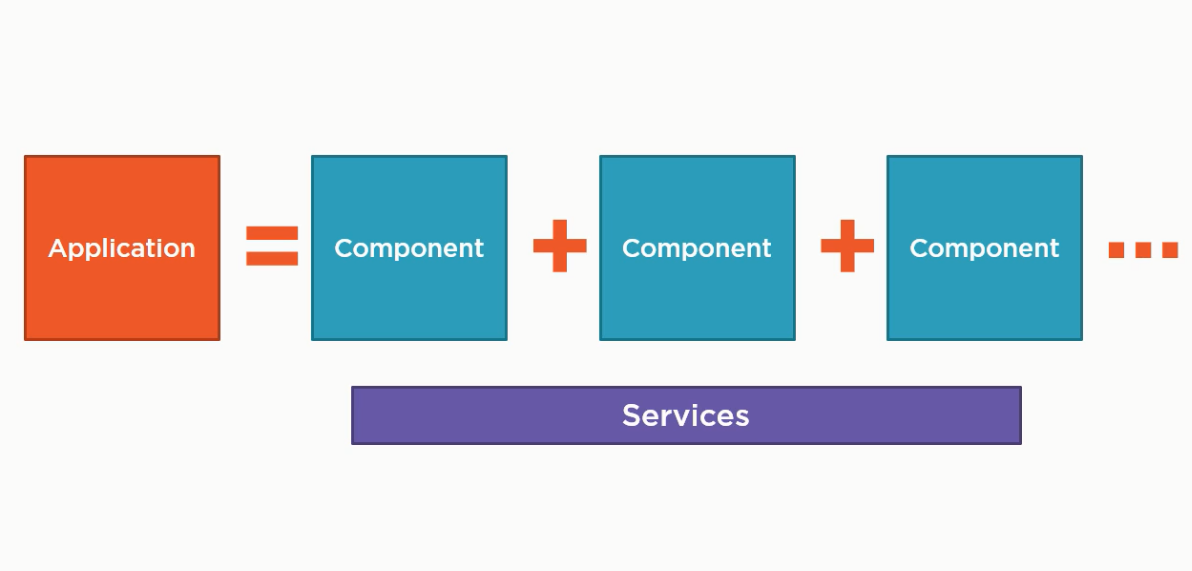 Application = Component + Component + Component ...
Services